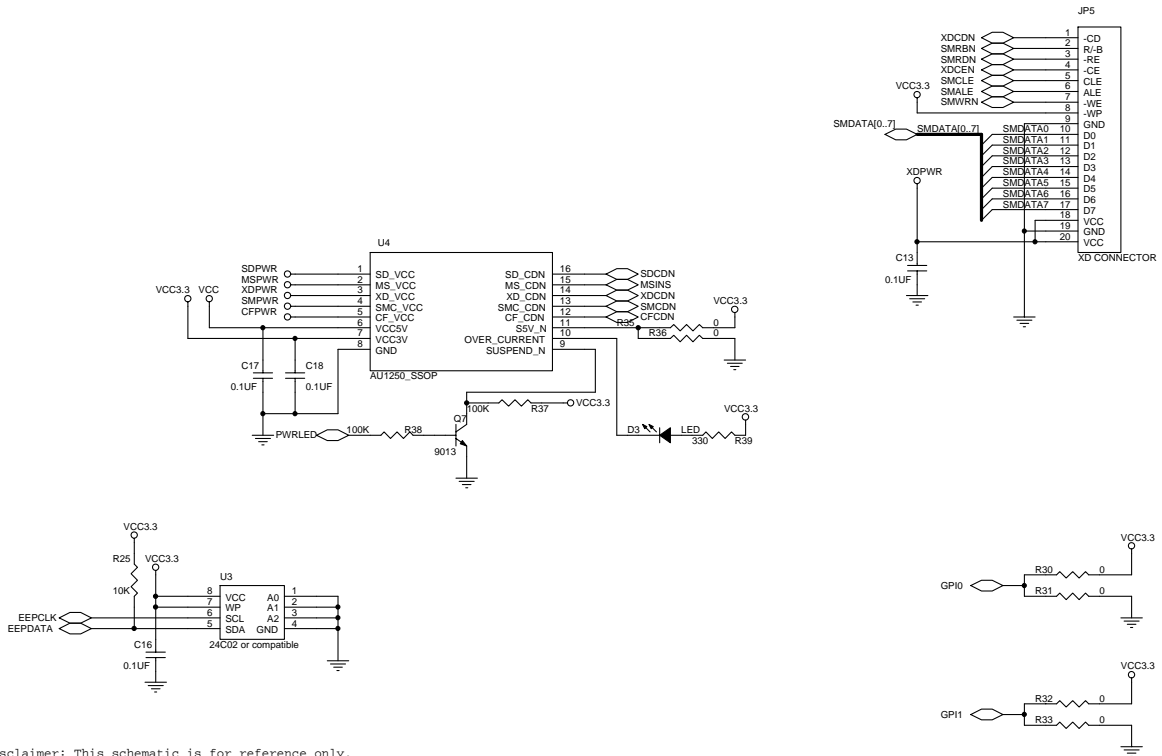 JP5
XDCDN 1 -CD
SMRBN 2 R/-B
SMRDN 3 -RE
XDCEN 4 -CE
SMCLE 5 CLE
SMALE 6 ALE
SMWRN 7 -WE
VCC3.3
8 -WP
9 GND
SMDATA[0..7] SMDATA[0..7]
SMDATA0 10 D0
SMDATA1 11 D1
SMDATA2 12 D2
SMDATA3 13 D3
SMDATA4 14 D4
SMDATA5 15 D5
SMDATA6 16 D6
SMDATA7 17 D7
XDPWR
18 VCC
19 GND
20 VCC
XD CONNECTOR
C13
0.1UF
U4
SDPWR 1 SD_VCC SD_CDN 16 SDCDN
MSPWR 2 MS_VCC MS_CDN 15 MSINS
XDPWR 3 XD_VCC XD_CDN 14 XDCDN
SMPWR 4 SMC_VCC SMC_CDN 13 SMCDN
CFPWR 5 CF_VCC CF_CDN 12 CFCDN
VCC3.3 VCC
6 VCC5V S5V_N 11
7 VCC3V OVER_CURRENT 10
8 GND SUSPEND_N 9
AU1250_SSOP
VCC3.3
R35 0
R36 0
C17 C18
0.1UF 0.1UF
100K R37 VCC3.3
PWRLED 100K R38
Q7
9013
VCC3.3
D3 LED
330 R39
VCC3.3
R25 VCC3.3
10K
U3
8 VCC A0 1
7 WP A1 2
EEPCLK 6 SCL A2 3
EEPDATA 5 SDA GND 4
24C02 or compatible
C16
0.1UF
VCC3.3
R30 0
GPI0
R31 0
VCC3.3
R32 0
GPI1
R33 0
sclaimer: This schematic is for reference only.